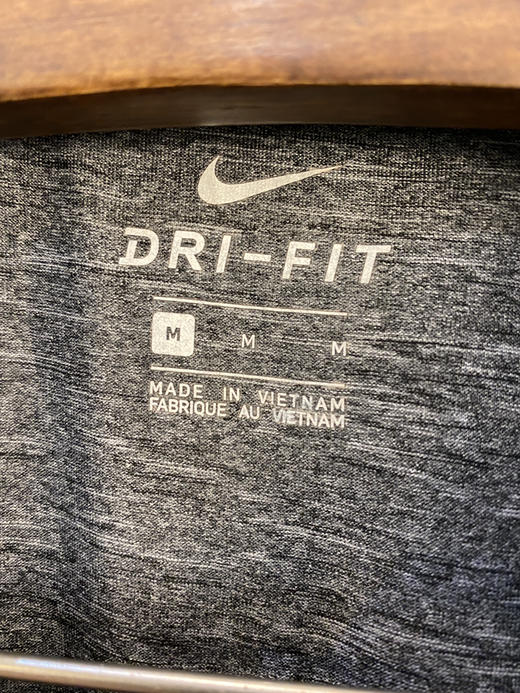 DRI-FIT
M M M
MADE IN VIETNAM
FABRIQUE AU VIETNAM